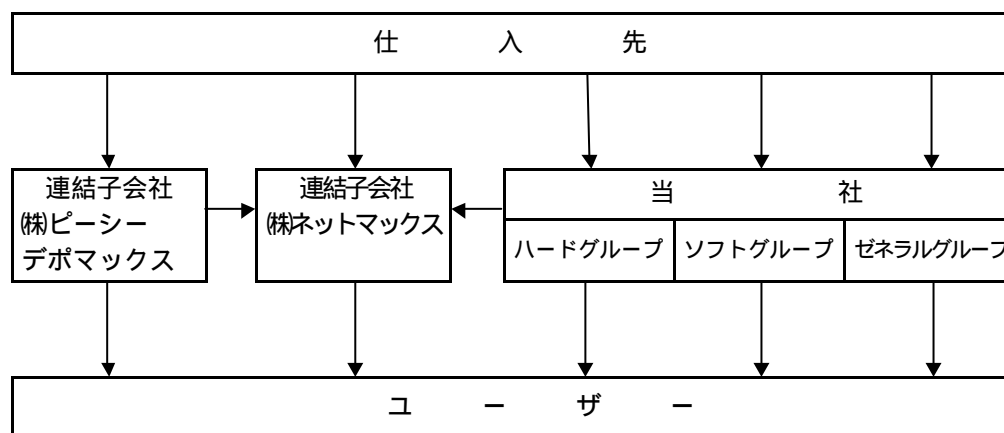 仕入先
連結子会社
㈱ピーシー
デポマックス
連結子会社
㈱ネットマックス
当社
ハードグループ
ソフトグループ
ゼネラルグループ
ユーザー